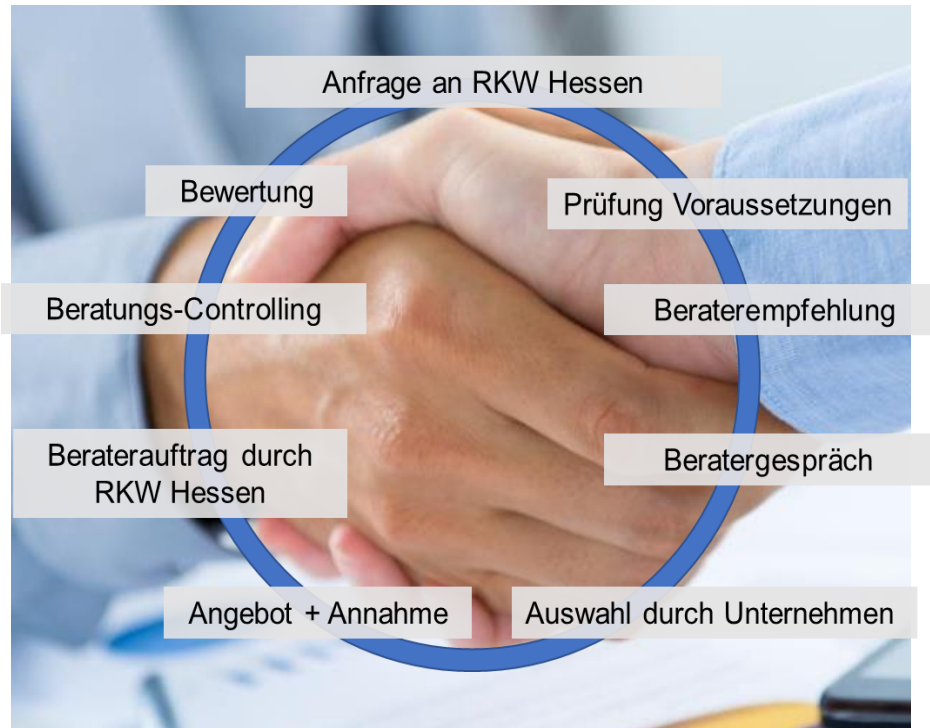 Anfrage an RKW Hessen
Prüfung Voraussetzungen
Beraterempfehlung
Beratergespräch
Auswahl durch Unternehmen
Angebot + Annahme
Beraterauftrag durch
RKW Hessen
Beratungs-Controlling
Bewertung